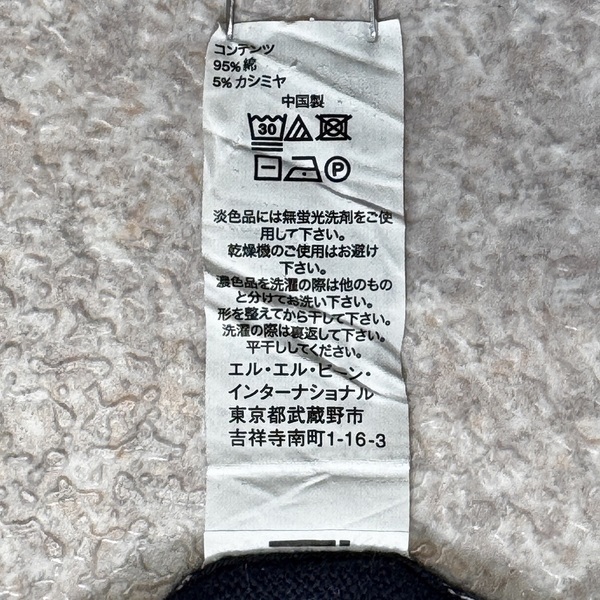 コンテンツ
95% 綿
5% カシミヤ
中国製
30
P
淡色品には無蛍光洗剤をご使
用して下さい。
乾燥機のご使用はお避け
下さい。
濃色品を洗濯の際は他のもの
と分けてお洗い下さい。
形を整えてから干して下さい。
洗濯の際は裏返して下さい。
平干ししてください。
エル・エル・ビーン・
インターナショナル
東京都武蔵野市
吉祥寺南町1-16-3